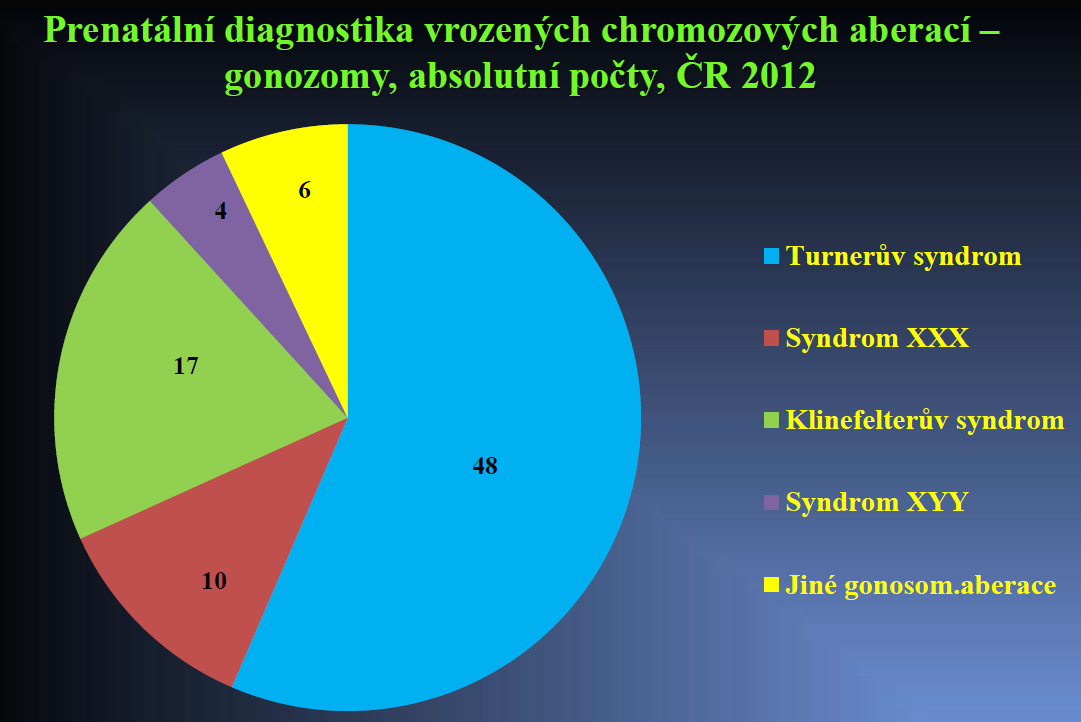 Prenatální diagnostika vrozených chromozových aberací –
gonozomy, absolutní počty, ČR 2012
6
4
17
48
10
Turnerův syndrom
Syndrom XXX
Klinefelterův syndrom
Syndrom XYY
Jiné gonosom.aberace